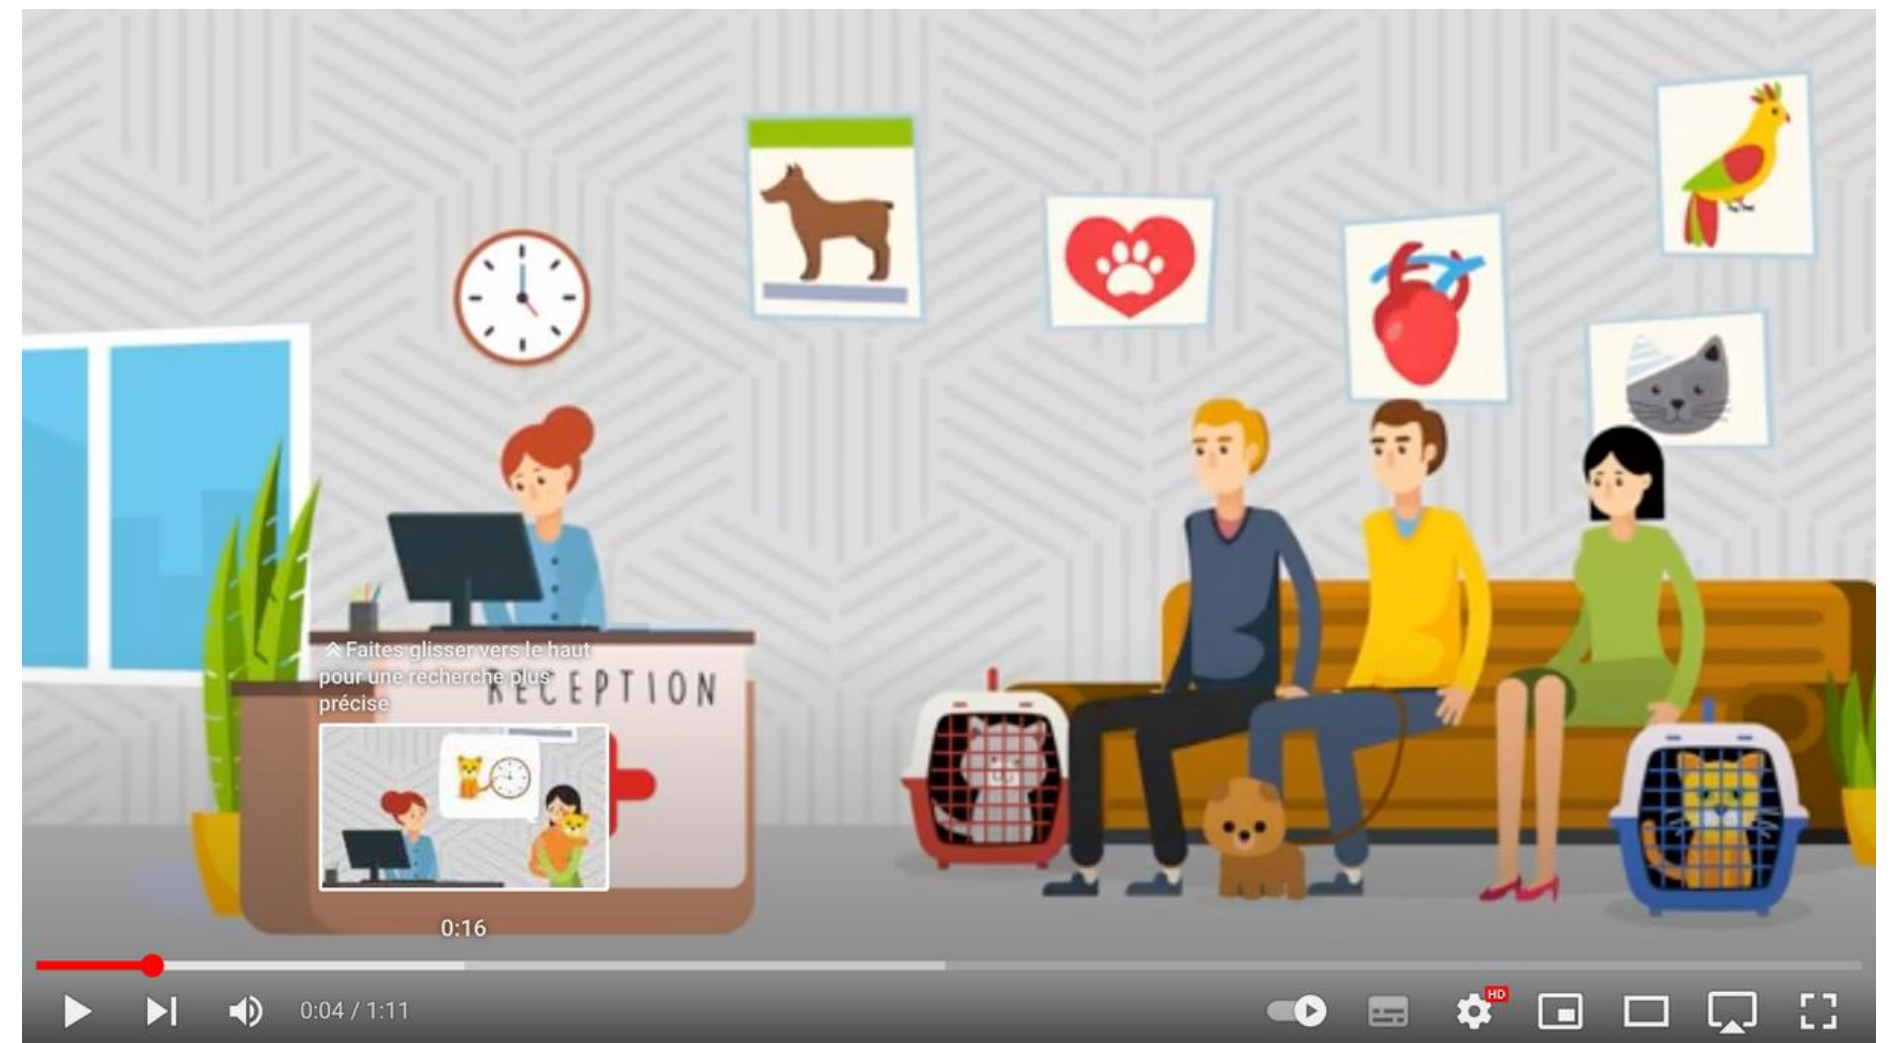 Faites glisser vers le haut
pour une recherche plus
précise
RECEPTION
0:16
0:04 / 1:11
HD